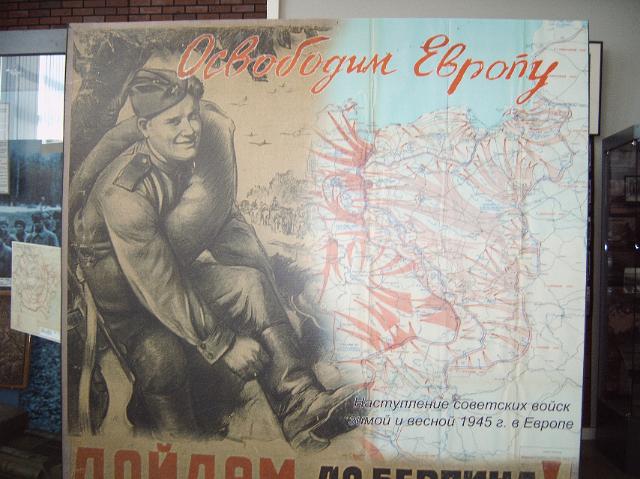 Освободим Европу
Наступление советских войск
зимой и весной 1945 г. в Европе
ДОЙДЕМ ДО БЕРЛИНА!